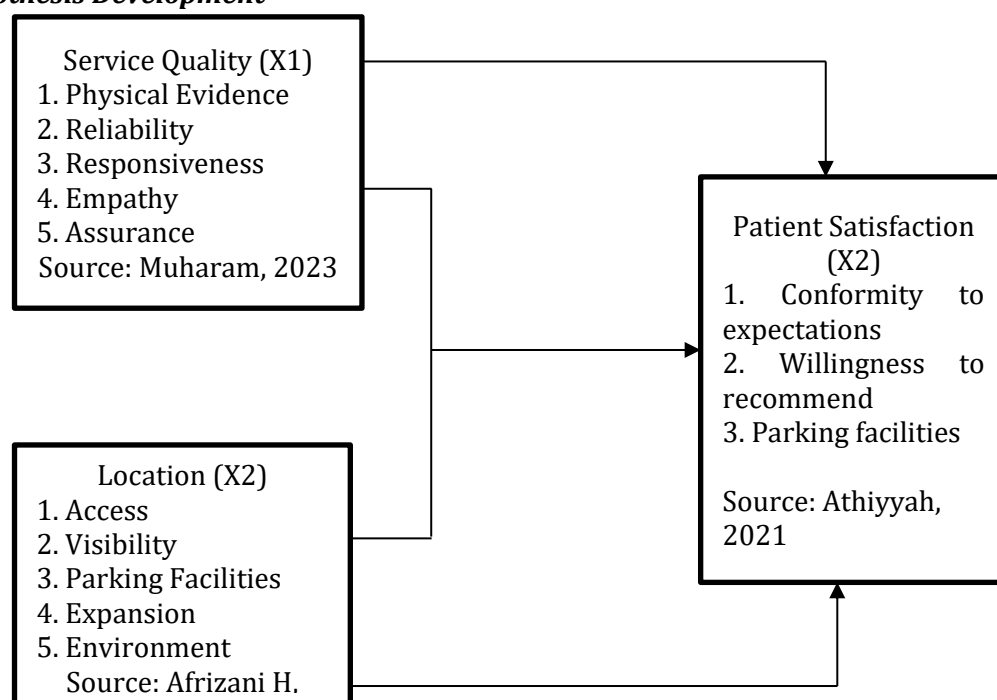 Hypothesis Development
Service Quality (X1)
1. Physical Evidence
2. Reliability
3. Responsiveness
4. Empathy
5. Assurance
Source: Muharam, 2023
Patient Satisfaction
(X2)
1. Conformity to
expectations
2. Willingness to
recommend
3. Parking facilities
Source: Athiyyah,
2021
Location (X2)
1. Access
2. Visibility
3. Parking Facilities
4. Expansion
5. Environment
Source: Afrizani H,